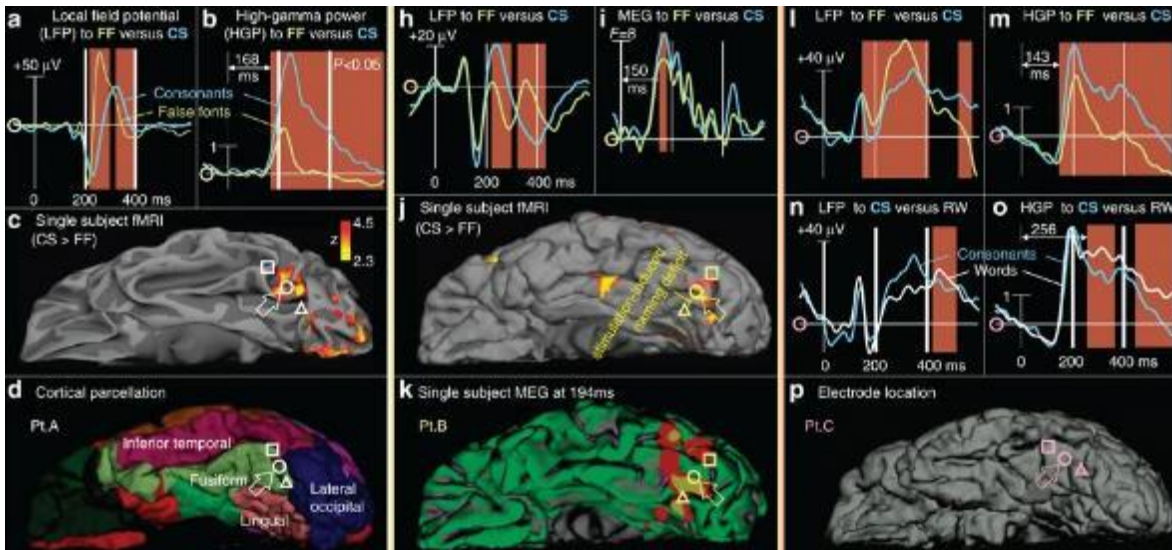 a Local field potential
(LFP) to FF versus CS
+50 µV
Consonants
False fonts
0 200 400 ms
b High-gamma power
(HGP) to FF versus CS
168
ms
P<0.05
1
c Single subject fMRI
(CS > FF)
4.5
z
2.3
d Cortical parcellation
Pt.A
Inferior temporal
Fusiform
Lateral
occipital
Lingual
h LFP to FF versus CS
+20 µV
0 200 400 ms
i MEG to FF versus CS
F=8
150
ms
j Single subject fMRI
(CS > FF)
stimulation-induced
naming deficit
k Single subject MEG at 194ms
Pt.B
l LFP to FF versus CS
+40 µV
m HGP to FF versus CS
143
ms
1
n LFP to CS versus RW
+40 µV
Consonants
Words
0 200 400 ms
o HGP to CS versus RW
256
1
200 400 ms
p Electrode location
Pt.C